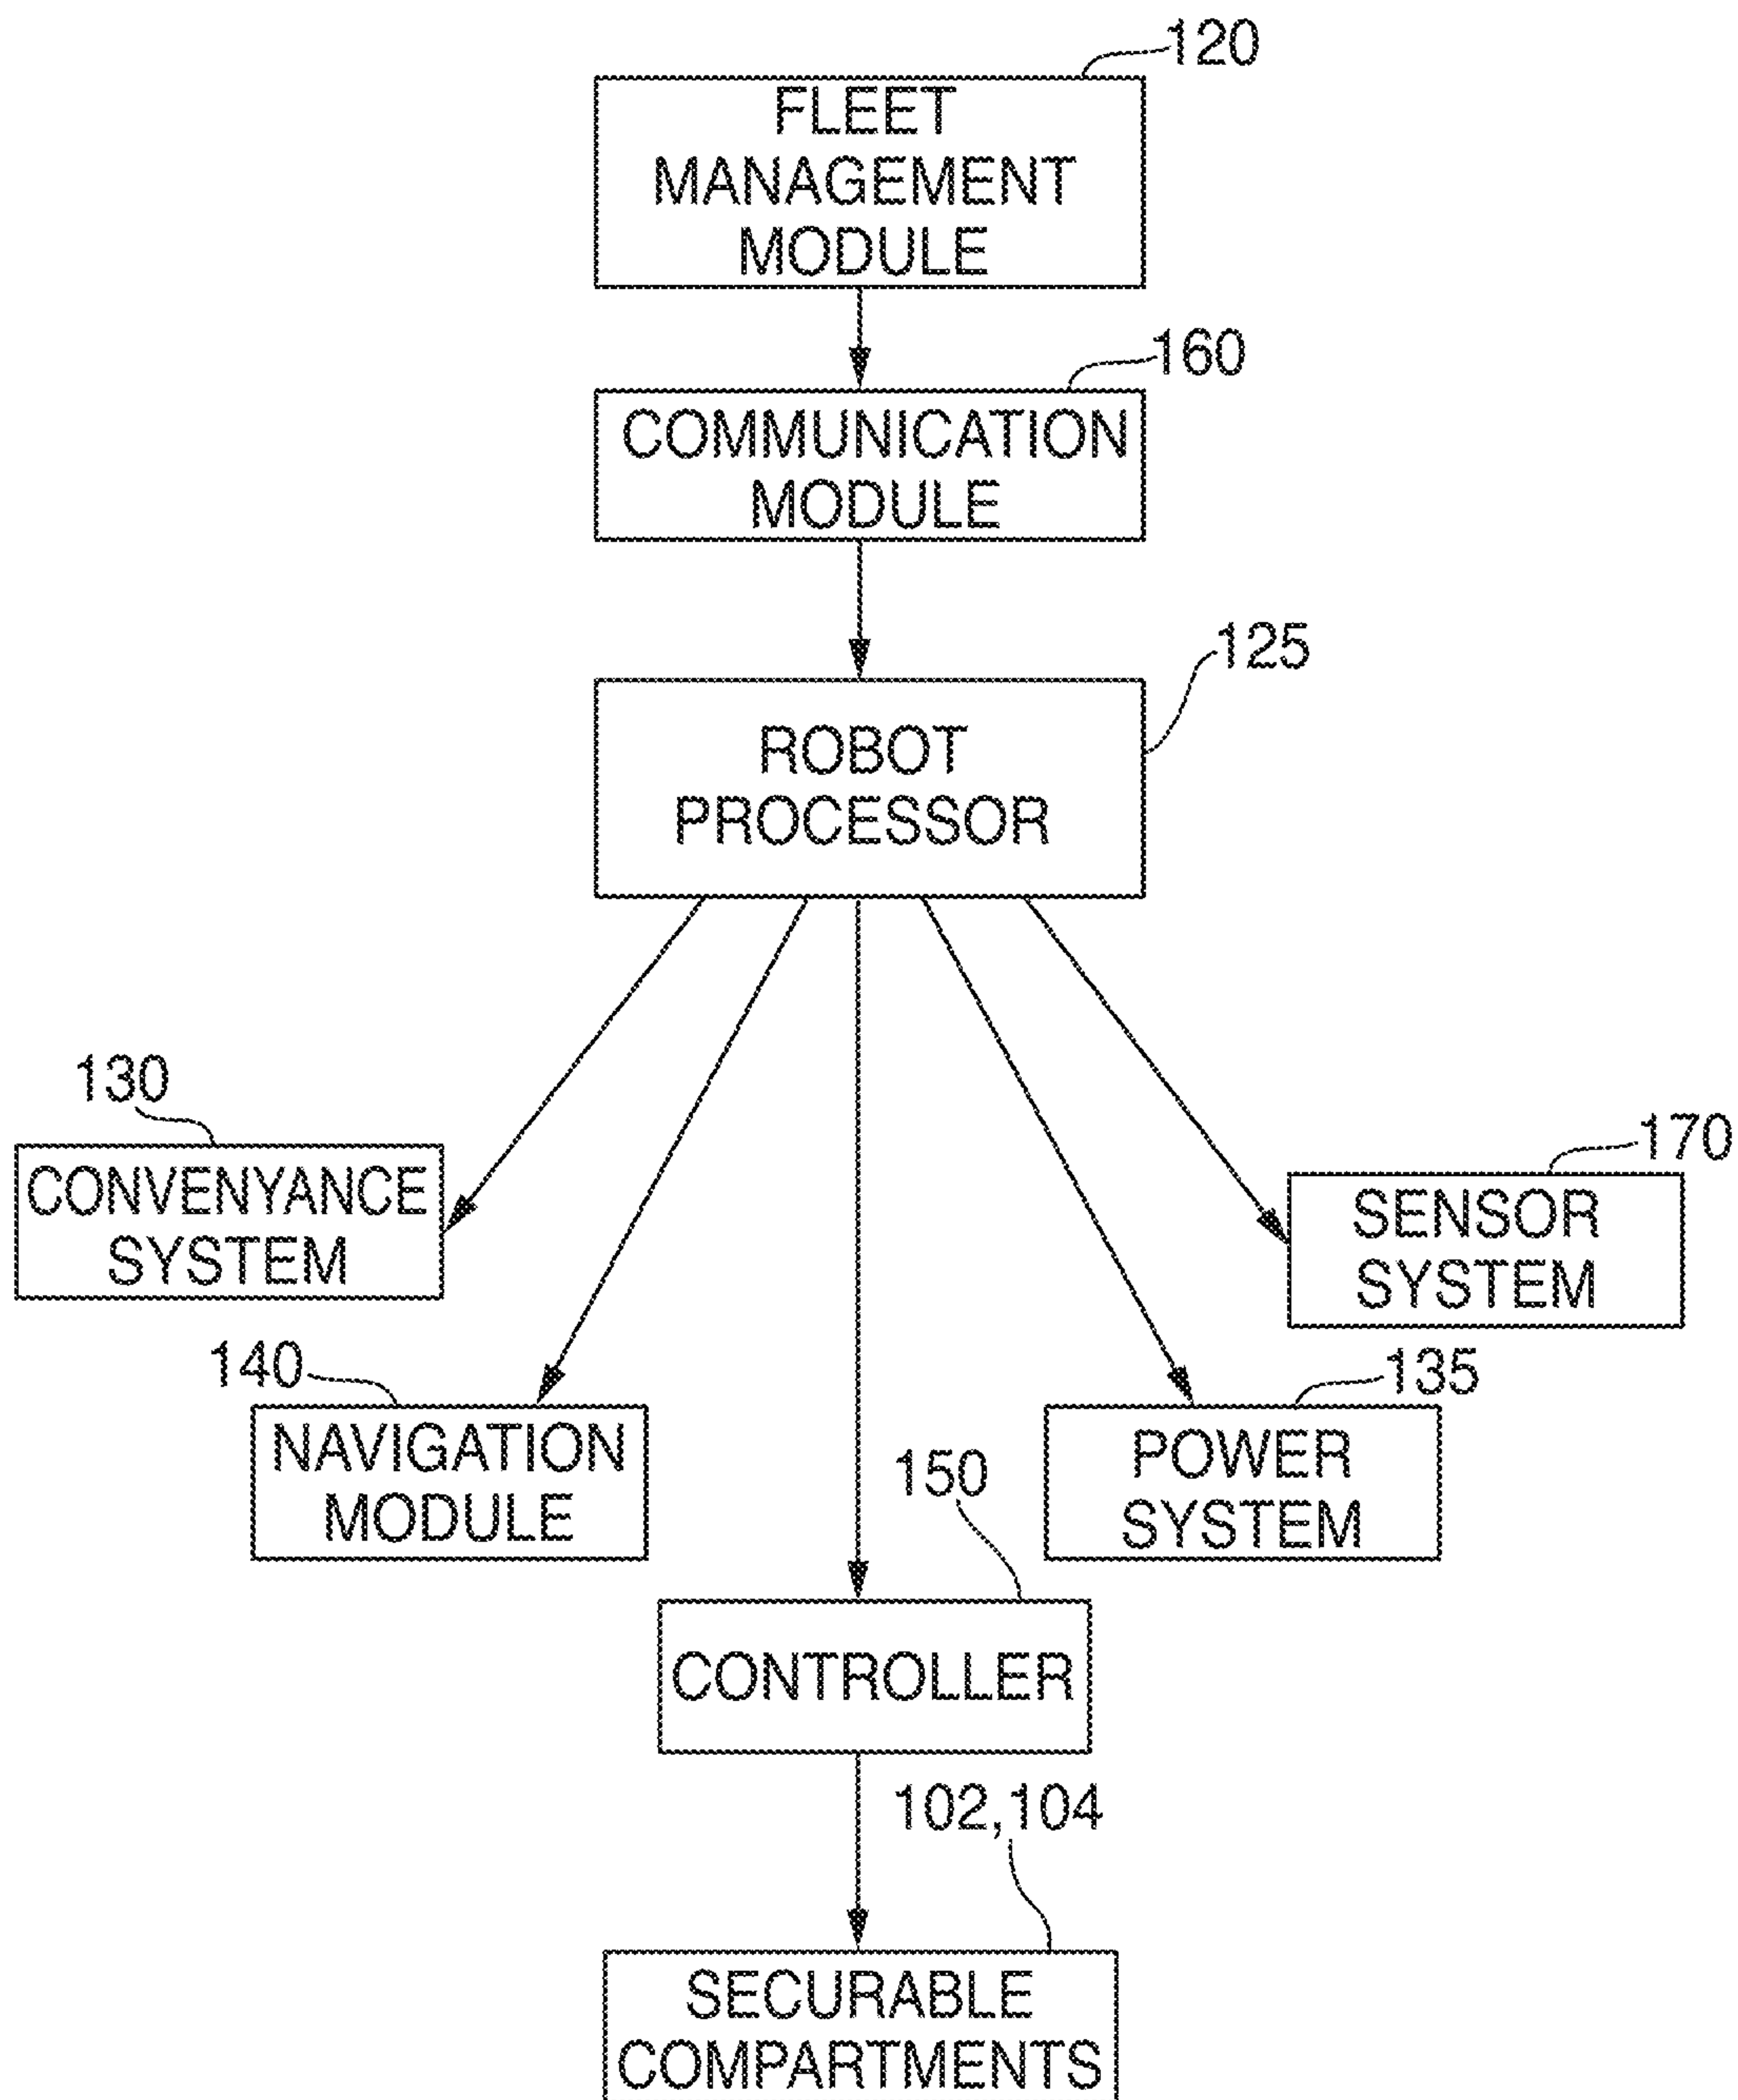 120
FLEET
MANAGEMENT
MODULE
160
COMMUNICATION
MODULE
125
ROBOT
PROCESSOR
130
CONVENYANCE
SYSTEM
170
SENSOR
SYSTEM
140
NAVIGATION
MODULE
135
POWER
SYSTEM
150
CONTROLLER
102,104
SECURABLE
COMPARTMENTS